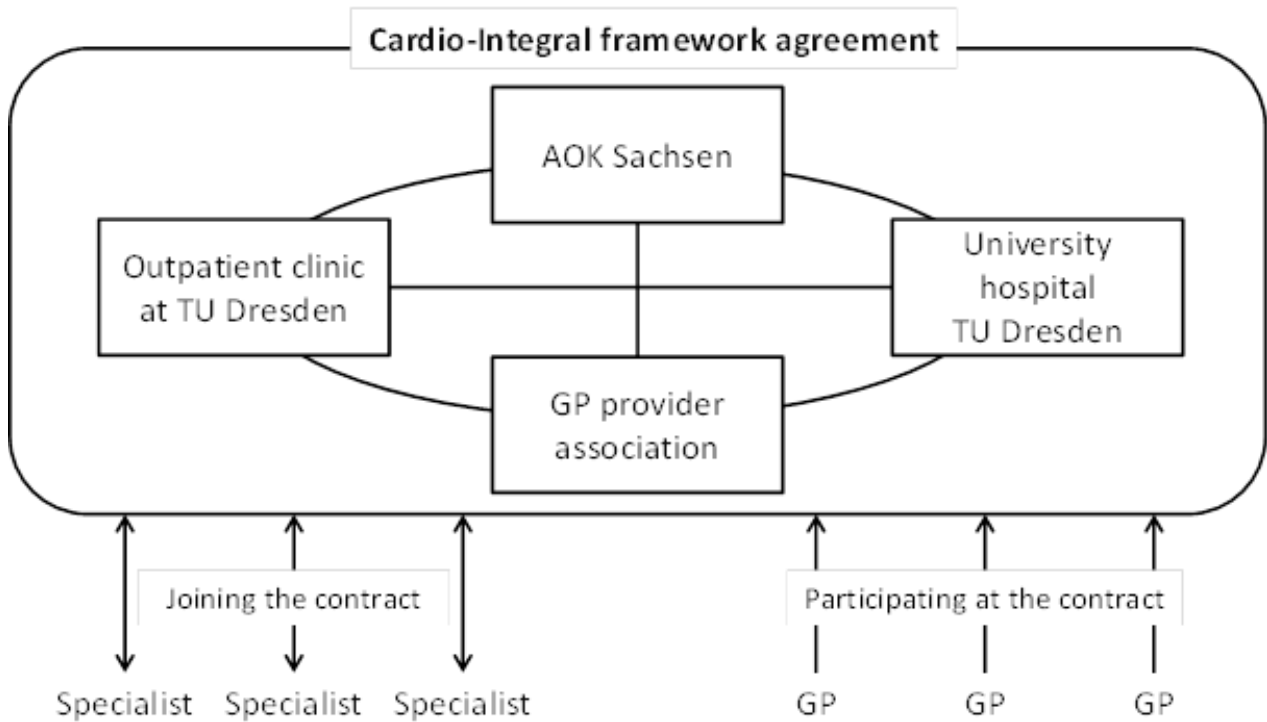 Cardio-Integral framework agreement
AOK Sachsen
Outpatient clinic
at TU Dresden
University
hospital
TU Dresden
GP provider
association
Joining the contract
Participating at the contract
Specialist Specialist Specialist GP GP GP